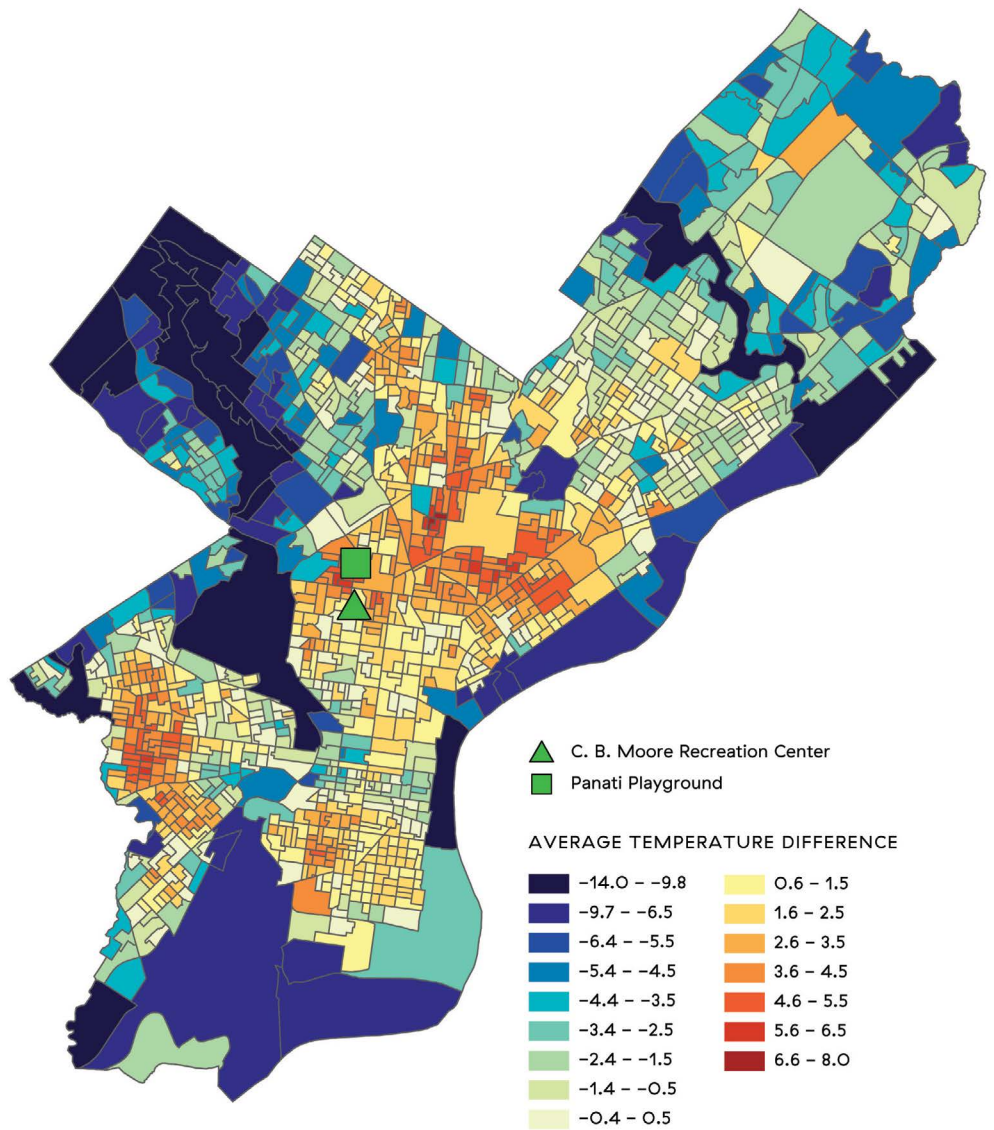 C. B. Moore Recreation Center
Panati Playground
AVERAGE TEMPERATURE DIFFERENCE
-14.0 - -9.8
-9.7 - -6.5
-6.4 - -5.5
-5.4 - -4.5
-4.4 - -3.5
-3.4 - -2.5
-2.4 - -1.5
-1.4 - -0.5
-0.4 - 0.5
0.6 - 1.5
1.6 - 2.5
2.6 - 3.5
3.6 - 4.5
4.6 - 5.5
5.6 - 6.5
6.6 - 8.0